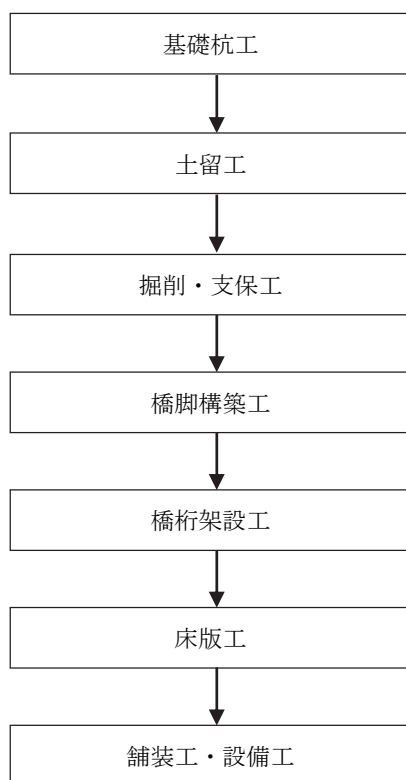 基礎杭工
土留工
掘削・支保工
橋脚構築工
橋桁架設工
床版工
舗装工・設備工